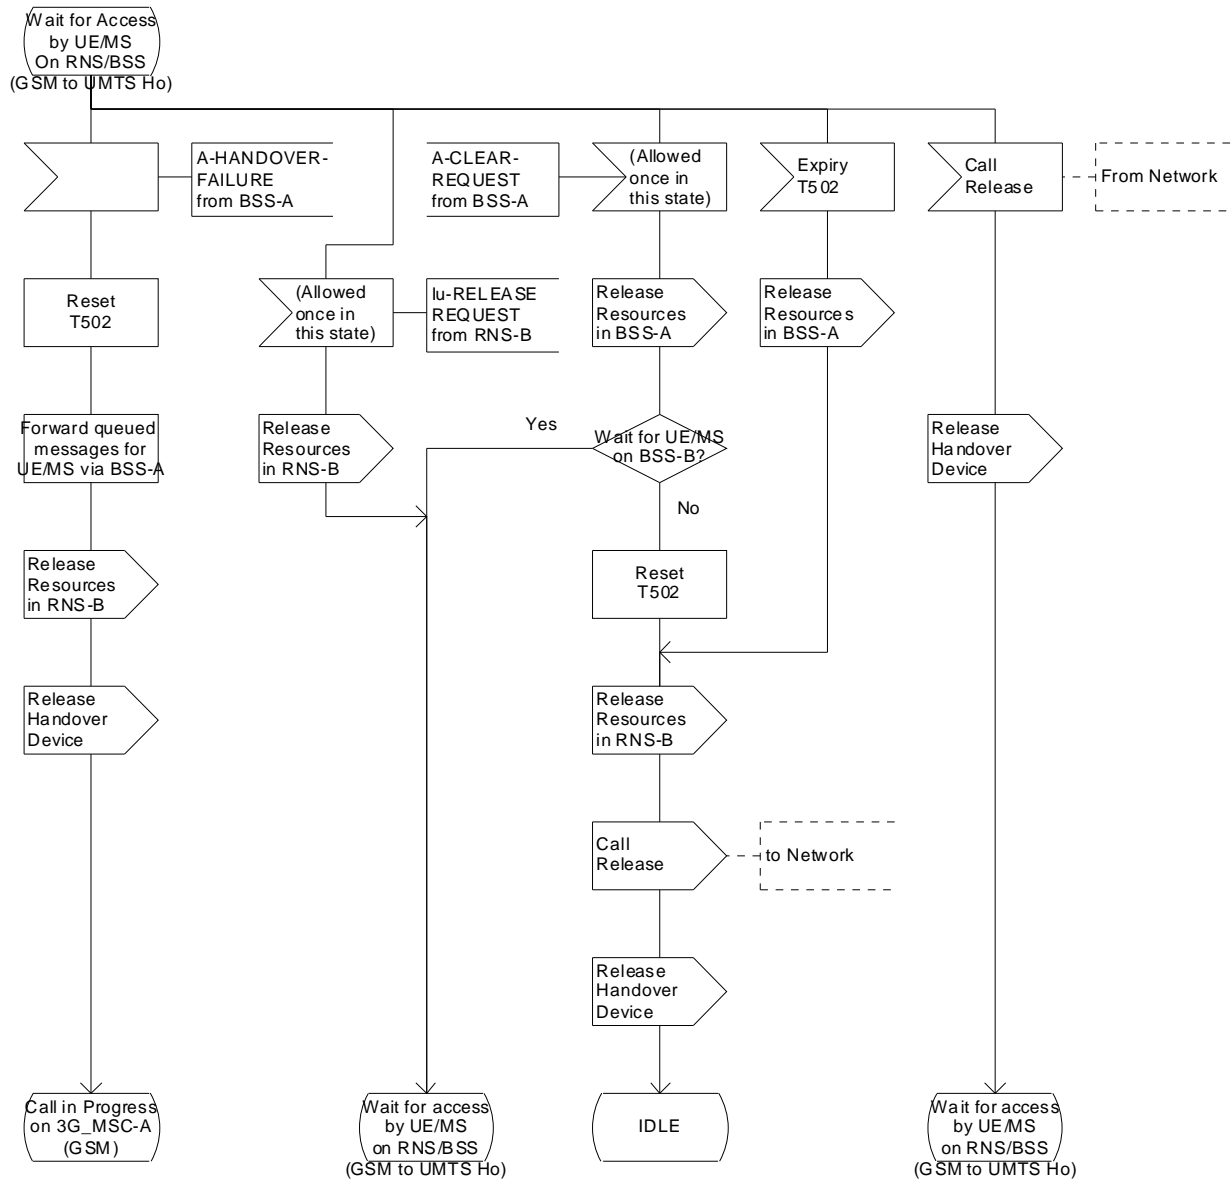 Wait for Access
by UE/MS
On RNS/BSS
(GSM to UMTS Ho)
A-HANDOVER-
FAILURE
from BSS-A
A-CLEAR-
REQUEST
from BSS-A
(Allowed
once in
this state)
Expiry
T502
Call
Release
From Network
Reset
T502
(Allowed
once in
this state)
Iu-RELEASE
REQUEST
from RNS-B
Release
Resources
in BSS-A
Release
Resources
in BSS-A
Forward queued
messages for
UE/MS via BSS-A
Release
Resources
in RNS-B
Yes
Wait for UE/MS
on BSS-B?
No
Release
Handover
Device
Release
Resources
in RNS-B
Reset
T502
Release
Handover
Device
Release
Resources
in RNS-B
Call
Release
to Network
Release
Handover
Device
Call in Progress
on 3G_MSC-A
(GSM)
Wait for access
by UE/MS
on RNS/BSS
(GSM to UMTS Ho)
IDLE
Wait for access
by UE/MS
on RNS/BSS
(GSM to UMTS Ho)